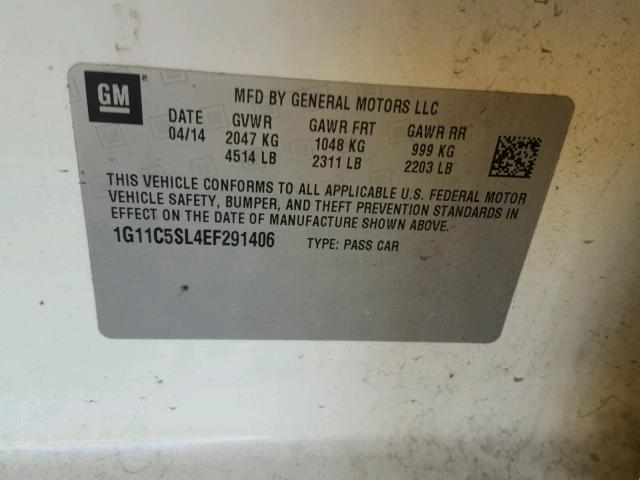 GM
MFD BY GENERAL MOTORS LLC
DATE GVWR GAWR FRT GAWR RR
04/14 2047 KG 1048 KG 999 KG
4514 LB 2311 LB 2203 LB
THIS VEHICLE CONFORMS TO ALL APPLICABLE U.S. FEDERAL MOTOR
VEHICLE SAFETY, BUMPER, AND THEFT PREVENTION STANDARDS IN
EFFECT ON THE DATE OF MANUFACTURE SHOWN ABOVE.
1G11C5SL4EF291406 TYPE: PASS CAR